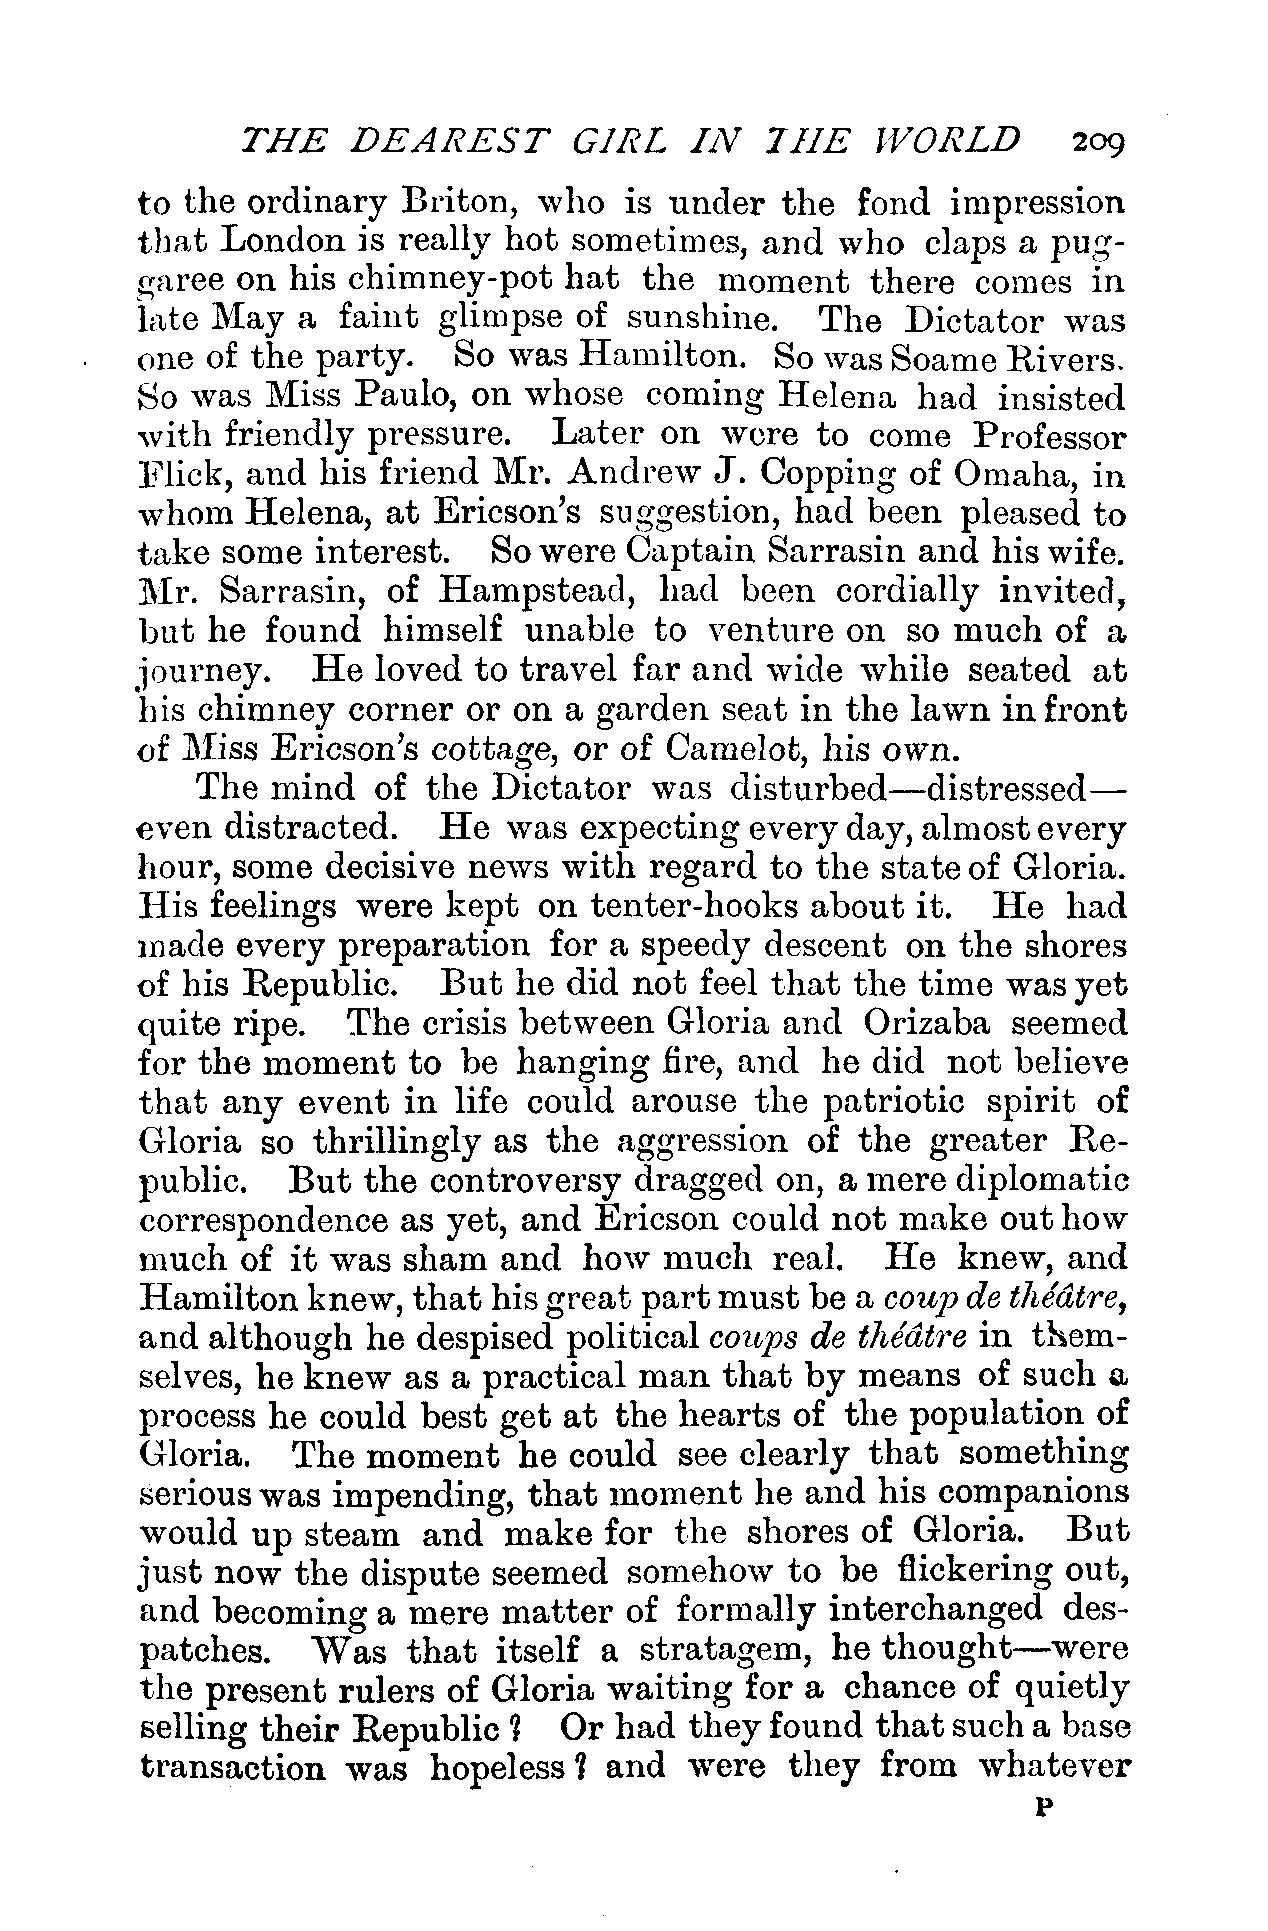 THE DEAREST GIRL IN THE WORLD 209
to the ordinary Briton, who is under the fond impression
that London is really hot sometimes, and who claps a pug-
garee on his chimney-pot hat the moment there comes in
late May a faint glimpse of sunshine. The Dictator was
one of the party. So was Hamilton. So was Soame Rivers.
So was Miss Paulo, on whose coming Helena had insisted
with friendly pressure. Later on were to come Professor
Flick, and his friend Mr. Andrew J. Copping of Omaha, in
whom Helena, at Ericson's suggestion, had been pleased to
take some interest. So were Captain Sarrasin and his wife.
Mr. Sarrasin, of Hampstead, had been cordially invited,
but he found himself unable to venture on so much of a
journey. He loved to travel far and wide while seated at
his chimney corner or on a garden seat in the lawn in front
of Miss Ericson's cottage, or of Camelot, his own.
The mind of the Dictator was disturbed—distressed—
even distracted. He was expecting every day, almost every
hour, some decisive news with regard to the state of Gloria.
His feelings were kept on tenter-hooks about it. He had
made every preparation for a speedy descent on the shores
of his Republic. But he did not feel that the time was yet
quite ripe. The crisis between Gloria and Orizaba seemed
for the moment to be hanging fire, and he did not believe
that any event in life could arouse the patriotic spirit of
Gloria so thrillingly as the aggression of the greater Re-
public. But the controversy dragged on, a mere diplomatic
correspondence as yet, and Ericson could not make out how
much of it was sham and how much real. He knew, and
Hamilton knew, that his great part must be a coup de théâtre,
and although he despised political coups de théâtre in them-
selves, he knew as a practical man that by means of such a
process he could best get at the hearts of the population of
Gloria. The moment he could see clearly that something
serious was impending, that moment he and his companions
would up steam and make for the shores of Gloria. But
just now the dispute seemed somehow to be flickering out,
and becoming a mere matter of formally interchanged des-
patches. Was that itself a stratagem, he thought—were
the present rulers of Gloria waiting for a chance of quietly
selling their Republic? Or had they found that such a base
transaction was hopeless? and were they from whatever
P